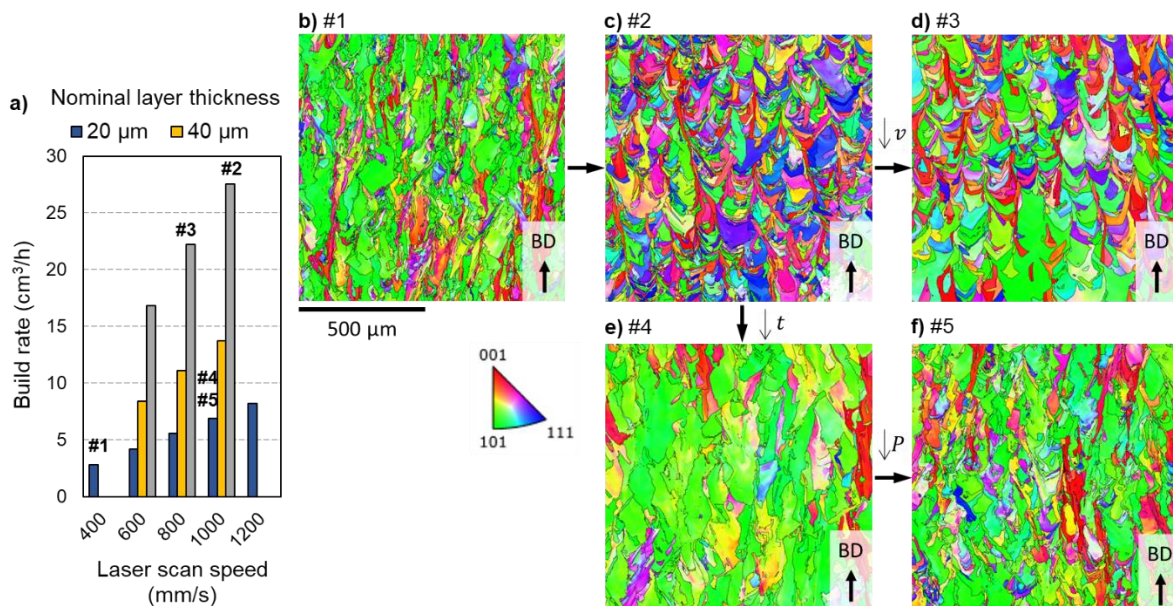 a)
Nominal layer thickness
20 µm
40 µm
Build rate (cm³/h)
30
25
20
15
10
5
0
#1
#4
#5
#3
#2
400
600
800
1000
1200
Laser scan speed
(mm/s)
b) #1
BD
500 µm
c) #2
BD
↓ v
d) #3
BD
↓ t
001
101
111
e) #4
BD
↓ P
f) #5
BD